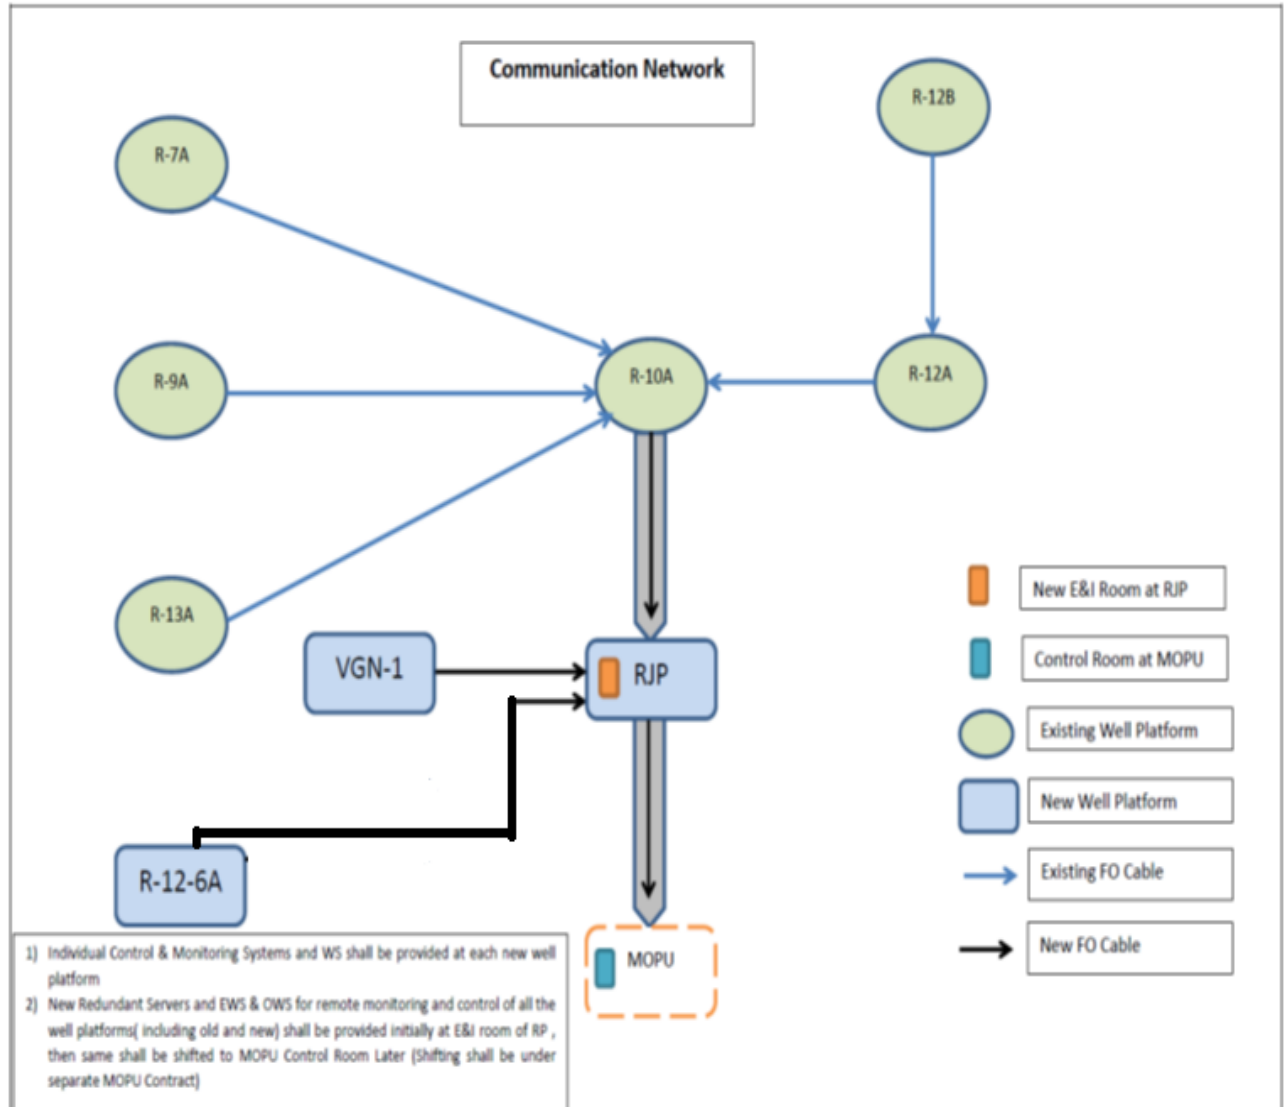 Communication Network
R-12B
R-7A
R-10A
R-12A
R-9A
R-13A
New E&I Room at RJP
VGN-1
RJP
Control Room at MOPU
Existing Well Platform
New Well Platform
R-12-6A
Existing FO Cable
New FO Cable
MOPU
1) Individual Control & Monitoring Systems and WS shall be provided at each new well
platform
2) New Redundant Servers and EWS & OWS for remote monitoring and control of all the
well platforms( including old and new) shall be provided initially at E&I room of RP ,
then same shall be shifted to MOPU Control Room Later (Shifting shall be under
separate MOPU Contract)